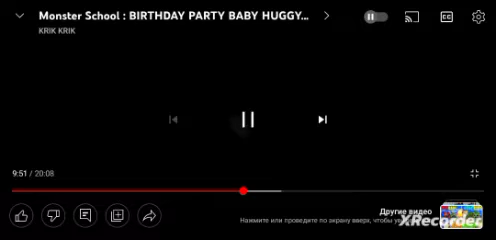 Monster School : BIRTHDAY PARTY BABY HUGGY...
KRIK KRIK
CC
9:51 / 20:08
Другие видео
Нажмите или проведите по экрану вверх, чтобы
XRecorder